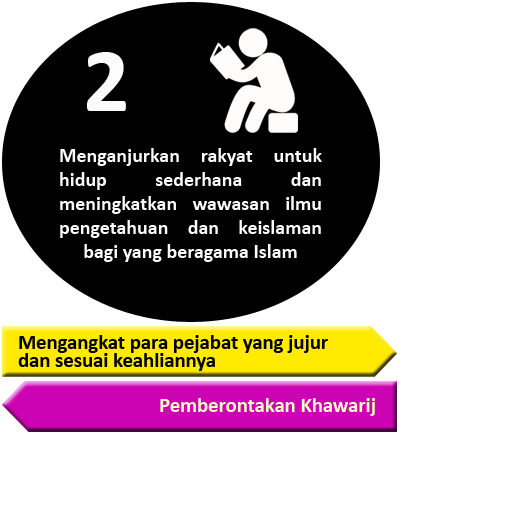 2
Menganjurkan rakyat untuk
hidup sederhana dan
meningkatkan wawasan ilmu
pengetahuan dan keislaman
bagi yang beragama Islam
Mengangkat para pejabat yang jujur
dan sesuai keahliannya
Pemberontakan Khawarij